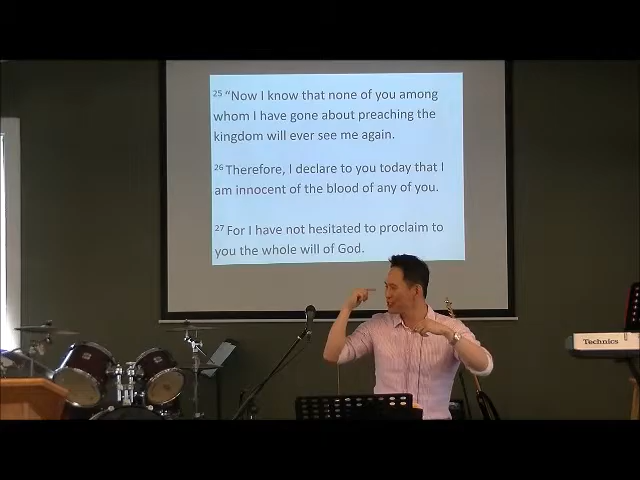 25 “Now I know that none of you among
whom I have gone about preaching the
kingdom will ever see me again.
26 Therefore, I declare to you today that I
am innocent of the blood of any of you.
27 For I have not hesitated to proclaim to
you the whole will of God.
Technics